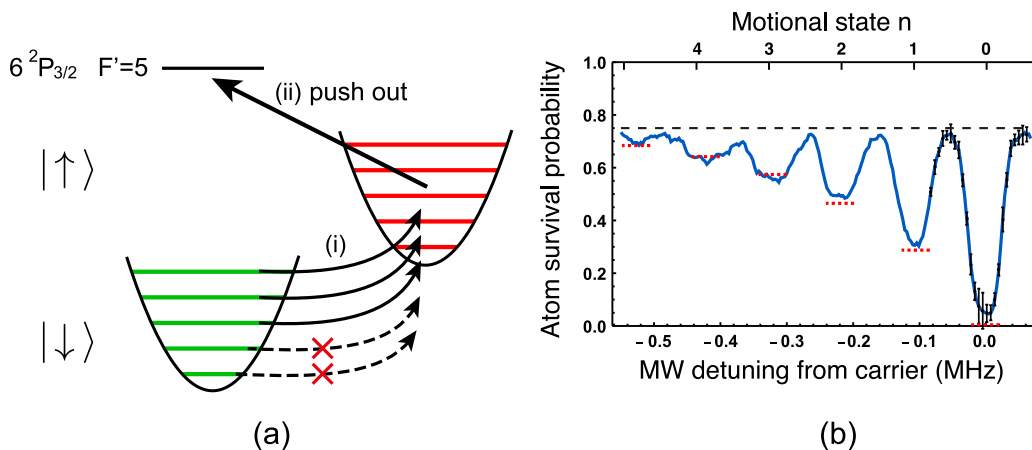 6 ²P₃/₂ F'=5
(ii) push out
|↑⟩
(i)
|↓⟩
(a)
Motional state n
4 3 2 1 0
Atom survival probability
1.0
0.8
0.6
0.4
0.2
0.0
−0.5 −0.4 −0.3 −0.2 −0.1 0.0
MW detuning from carrier (MHz)
(b)